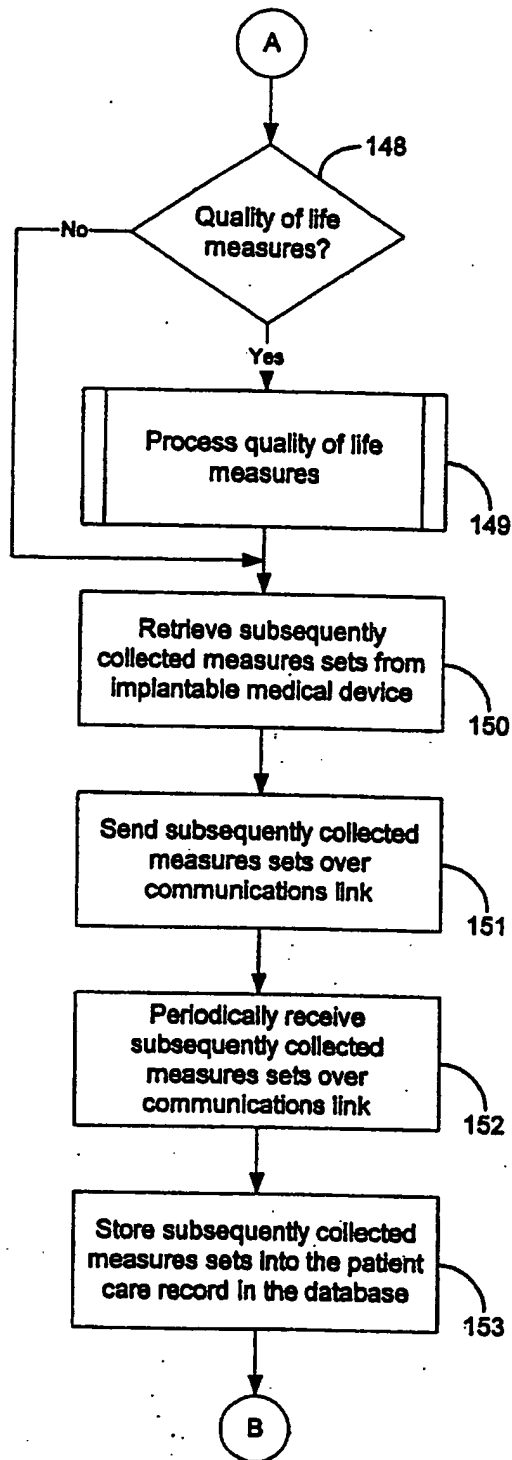 A
148
Quality of life
measures?
No
Yes
Process quality of life
measures
149
Retrieve subsequently
collected measures sets from
implantable medical device
150
Send subsequently collected
measures sets over
communications link
151
Periodically receive
subsequently collected
measures sets over
communications link
152
Store subsequently collected
measures sets into the patient
care record in the database
153
B